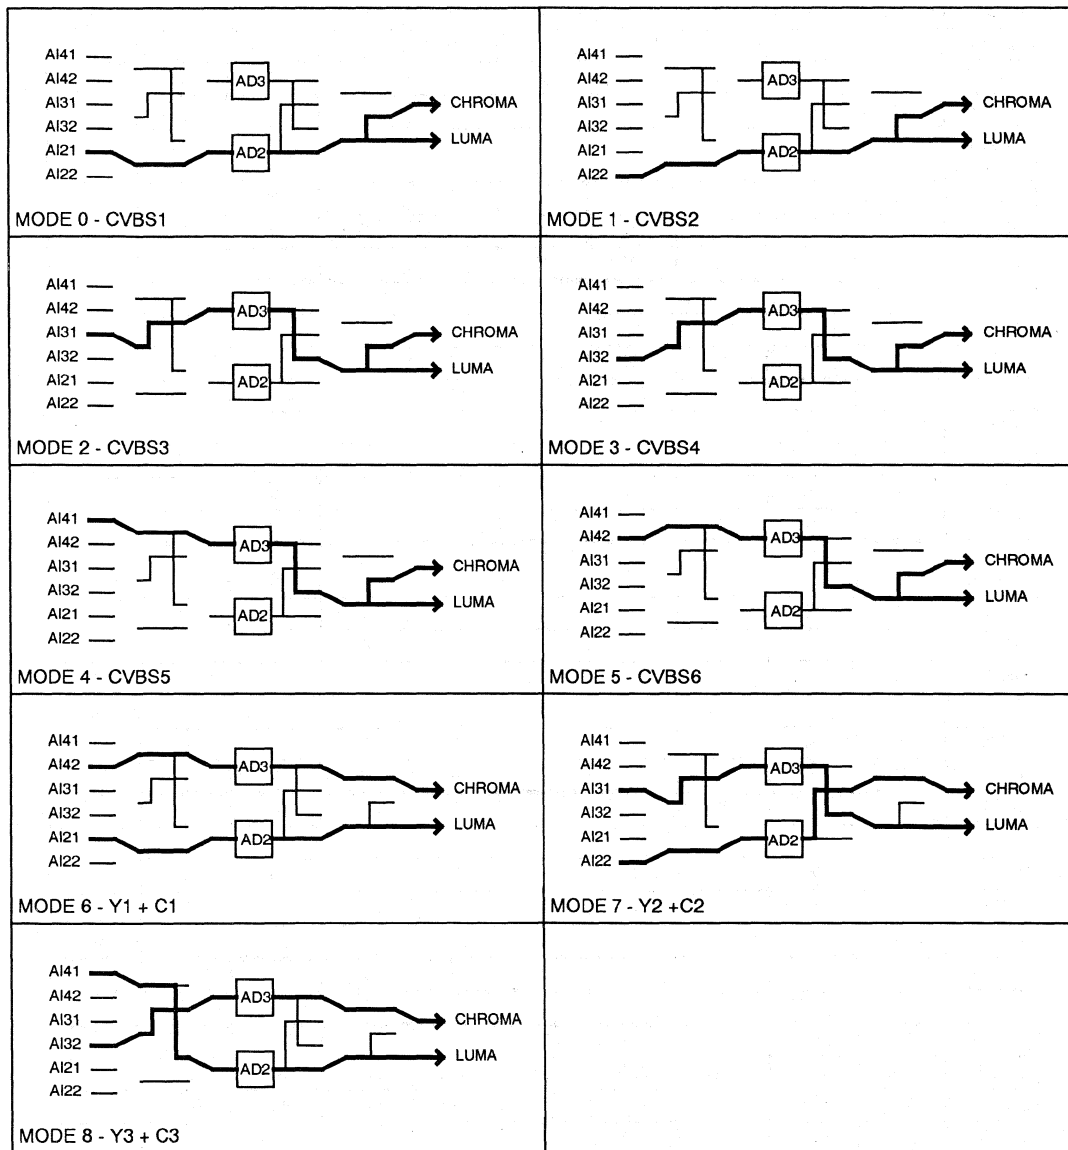 AI41
AI42
AI31
AI32
AI21
AI22
AD3
AD2
CHROMA
LUMA
MODE 0 - CVBS1
AI41
AI42
AI31
AI32
AI21
AI22
AD3
AD2
CHROMA
LUMA
MODE 1 - CVBS2
AI41
AI42
AI31
AI32
AI21
AI22
AD3
AD2
CHROMA
LUMA
MODE 2 - CVBS3
AI41
AI42
AI31
AI32
AI21
AI22
AD3
AD2
CHROMA
LUMA
MODE 3 - CVBS4
AI41
AI42
AI31
AI32
AI21
AI22
AD3
AD2
CHROMA
LUMA
MODE 4 - CVBS5
AI41
AI42
AI31
AI32
AI21
AI22
AD3
AD2
CHROMA
LUMA
MODE 5 - CVBS6
AI41
AI42
AI31
AI32
AI21
AI22
AD3
AD2
CHROMA
LUMA
MODE 6 - Y1 + C1
AI41
AI42
AI31
AI32
AI21
AI22
AD3
AD2
CHROMA
LUMA
MODE 7 - Y2 +C2
AI41
AI42
AI31
AI32
AI21
AI22
AD3
AD2
CHROMA
LUMA
MODE 8 - Y3 + C3